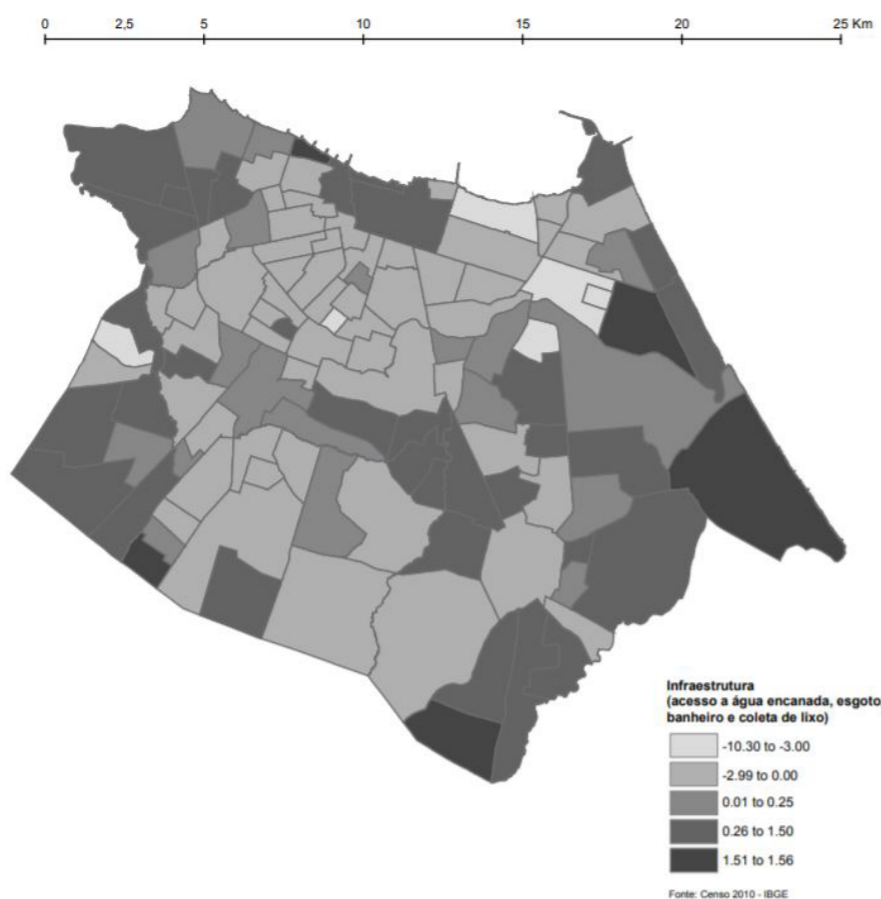 0 2,5 5 10 15 20 25 Km
Infraestrutura
(acesso a água encanada, esgoto,
banheiro e coleta de lixo)
-10.30 to -3.00
-2.99 to 0.00
0.01 to 0.25
0.26 to 1.50
1.51 to 1.56
Fonte: Censo 2010 - IBGE